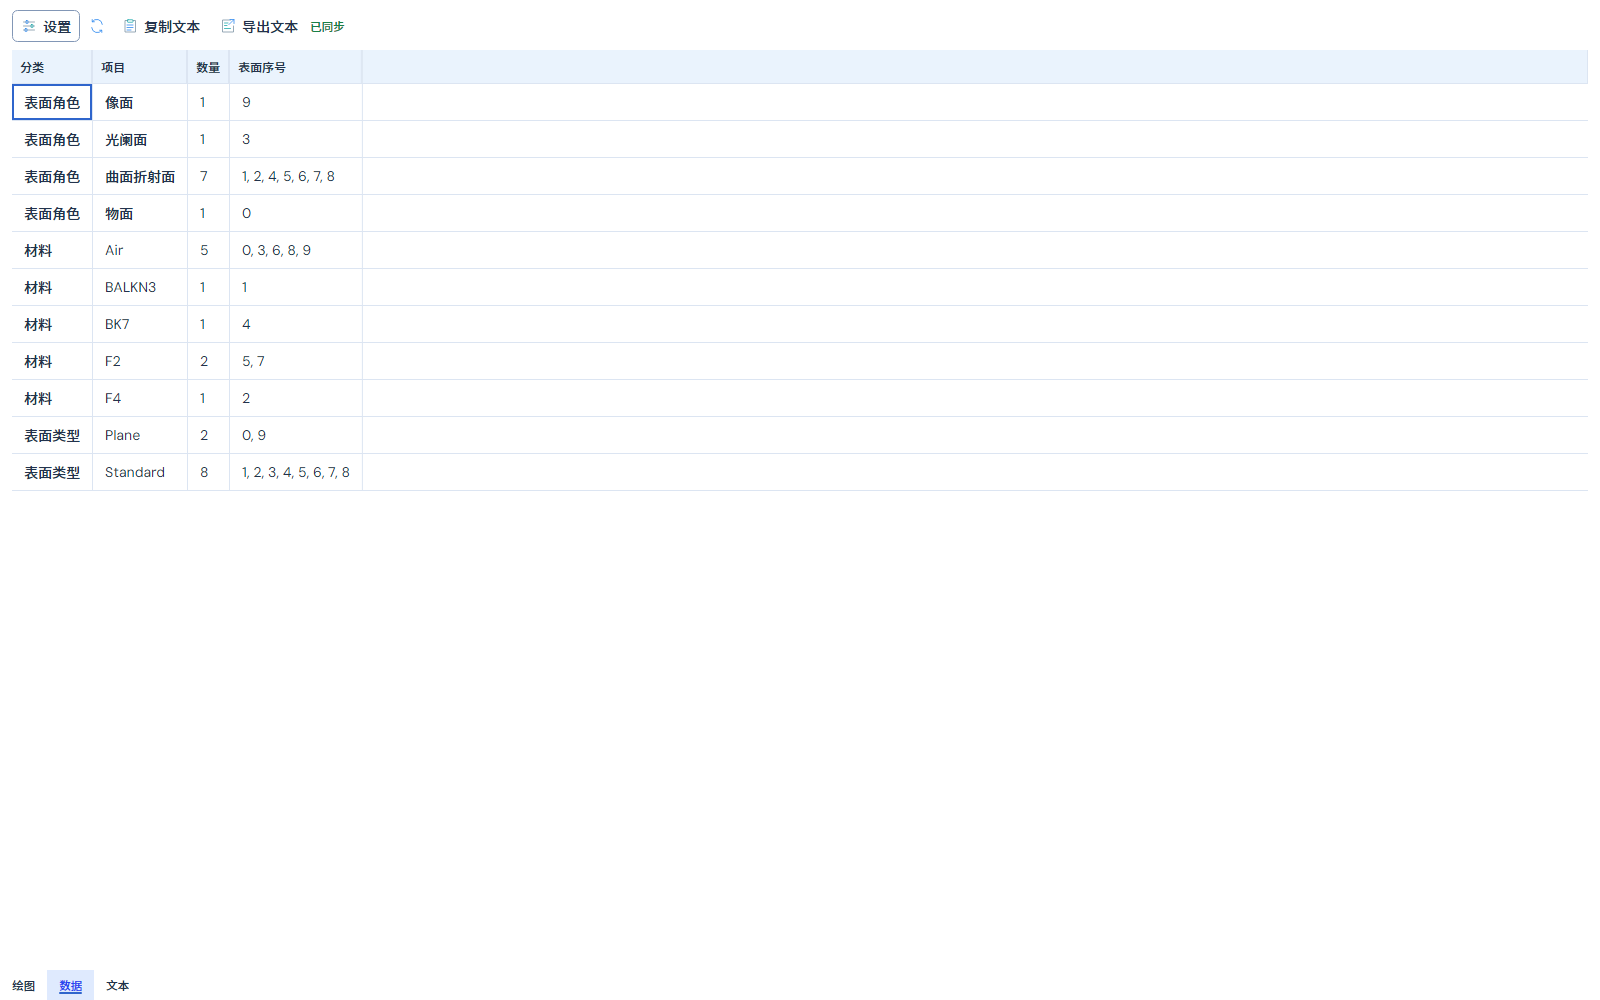 设置 复制文本 导出文本 已同步
分类 项目 数量 表面序号
表面角色 像面 1 9
表面角色 光阑面 1 3
表面角色 曲面折射面 7 1, 2, 4, 5, 6, 7, 8
表面角色 物面 1 0
材料 Air 5 0, 3, 6, 8, 9
材料 BALKN3 1 1
材料 BK7 1 4
材料 F2 2 5, 7
材料 F4 1 2
表面类型 Plane 2 0, 9
表面类型 Standard 8 1, 2, 3, 4, 5, 6, 7, 8
绘图 数据 文本